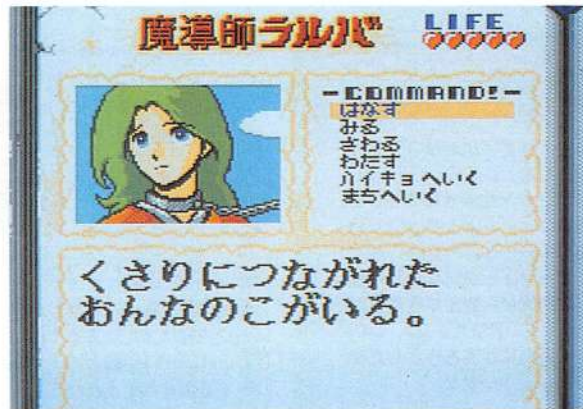 魔導師ラルバ
LIFE
- COMMAND! -
はなす
みる
さわる
わたす
ハイキョへいく
まちへいく
くさりにつながれた
おんなのこがいる。